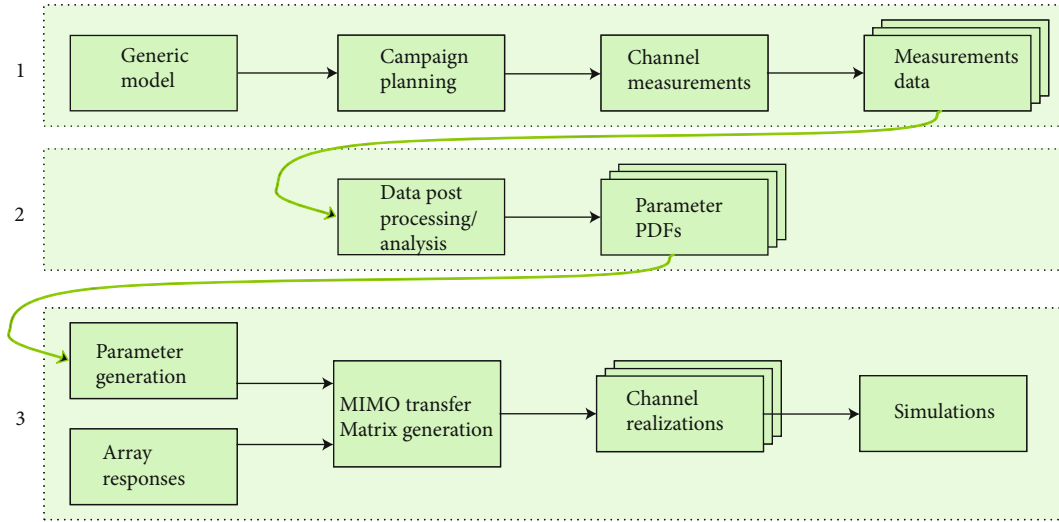 1
Generic
model
Campaign
planning
Channel
measurements
Measurements
data
2
Data post
processing/
analysis
Parameter
PDFs
3
Parameter
generation
Array
responses
MIMO transfer
Matrix generation
Channel
realizations
Simulations